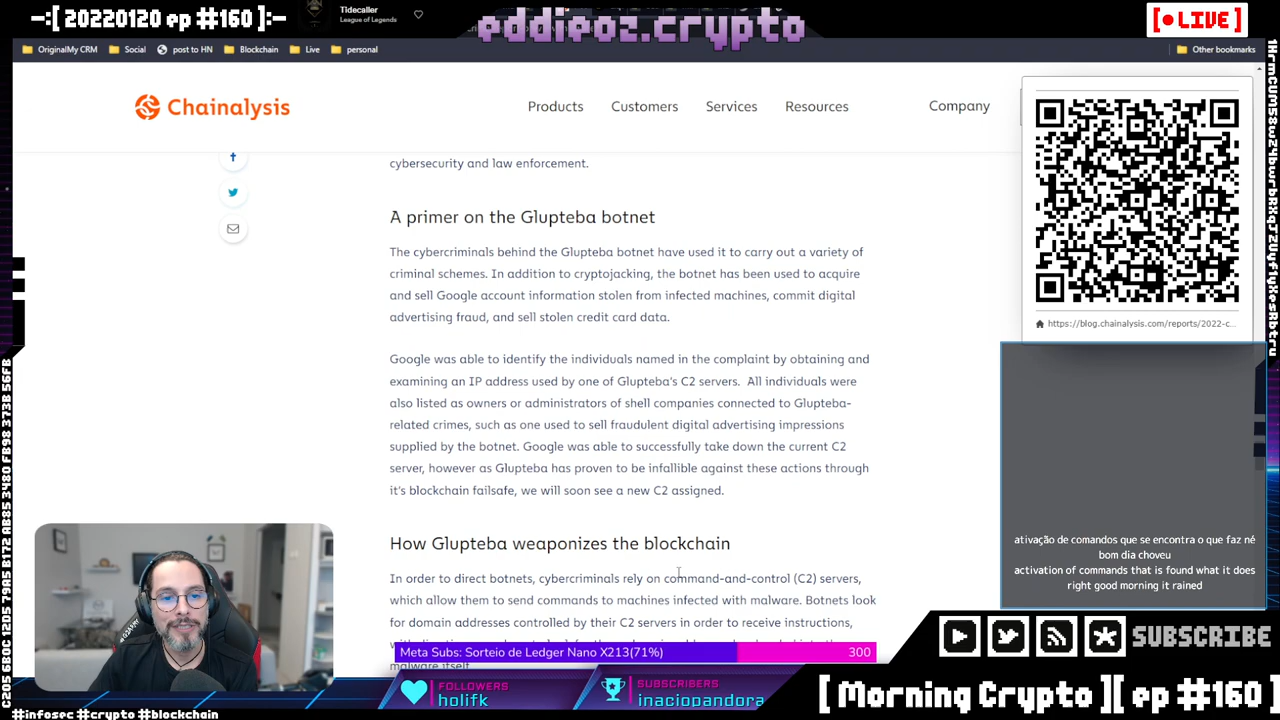 -:[ 20220120 ep #160 ]:-
Tidecaller
League of Legends
eddieoz.crypto
[ • LIVE ]
OriginalMy CRM
Social
post to HN
Blockchain
Live
personal
Other bookmarks
Chainalysis
Products
Customers
Services
Resources
Company
cybersecurity and law enforcement.
A primer on the Glupteba botnet
The cybercriminals behind the Glupteba botnet have used it to carry out a variety of
criminal schemes. In addition to cryptojacking, the botnet has been used to acquire
and sell Google account information stolen from infected machines, commit digital
advertising fraud, and sell stolen credit card data.
Google was able to identify the individuals named in the complaint by obtaining and
examining an IP address used by one of Glupteba's C2 servers. All individuals were
also listed as owners or administrators of shell companies connected to Glupteba-
related crimes, such as one used to sell fraudulent digital advertising impressions
supplied by the botnet. Google was able to successfully take down the current C2
server, however as Glupteba has proven to be infallible against these actions through
it's blockchain failsafe, we will soon see a new C2 assigned.
How Glupteba weaponizes the blockchain
In order to direct botnets, cybercriminals rely on command-and-control (C2) servers,
which allow them to send commands to machines infected with malware. Botnets look
for domain addresses controlled by their C2 servers in order to receive instructions,
malware itself.
https://blog.chainalysis.com/reports/2022-c...
ativação de comandos que se encontra o que faz né
bom dia choveu
activation of commands that is found what it does
right good morning it rained
Meta Subs: Sorteio de Ledger Nano X213(71%)
300
FOLLOWERS
holifk
SUBSCRIBERS
inaciopandora
SUBSCRIBE
[ Morning Crypto ][ ep #160 ]
#infosec #crypto #blockchain